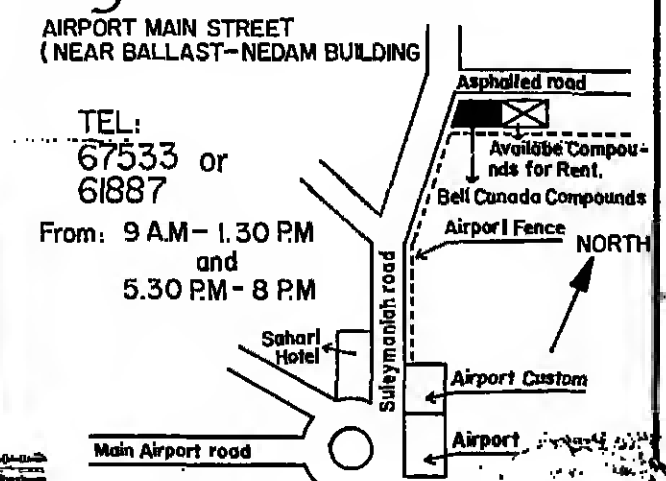 AIRPORT MAIN STREET
(NEAR BALLAST-NEDAM BUILDING
TEL:
67533 or
61887
From: 9 A.M - 1.30 P.M
and
5.30 P.M - 8 P.M
Asphalled road
Availabe Compou-
nds for Rent.
Bell Canada Compounds
Airport Fence
NORTH
Suleymaniah road
Sahari
Hotel
Airport Custom
Airport
Main Airport road